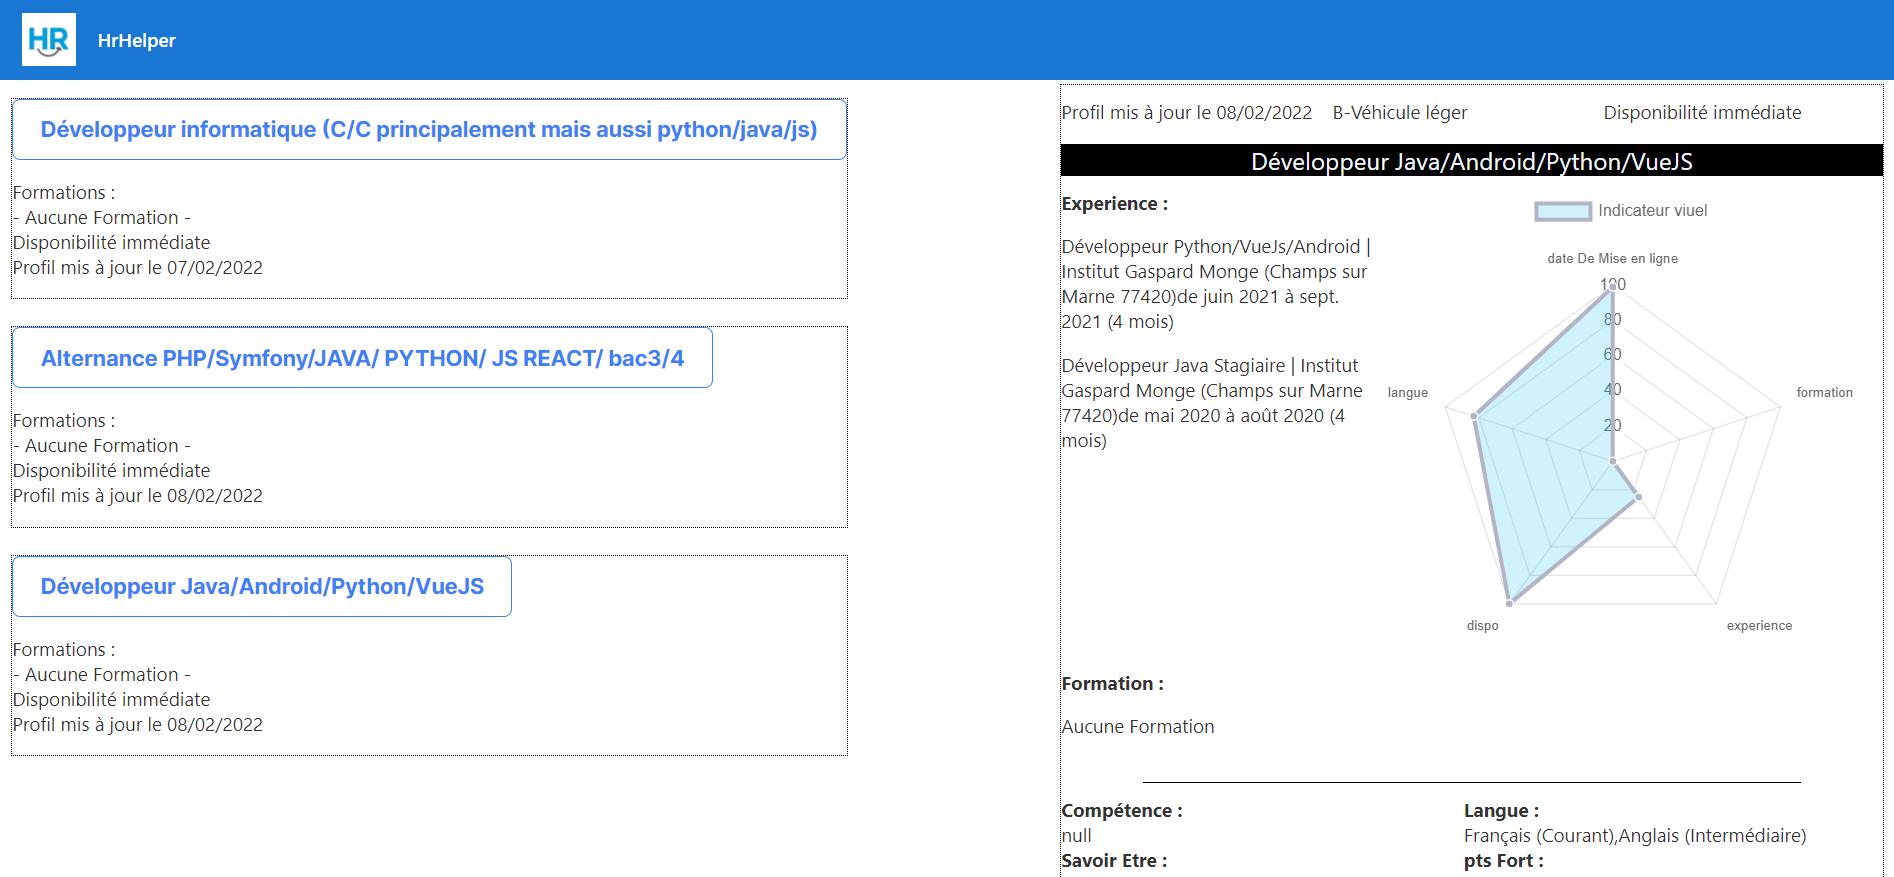 HR
HrHelper
Développeur informatique (C/C principalement mais aussi python/java/js)
Formations :
- Aucune Formation -
Disponibilité immédiate
Profil mis à jour le 07/02/2022
Alternance PHP/Symfony/JAVA/ PYTHON/ JS REACT/ bac3/4
Formations :
- Aucune Formation -
Disponibilité immédiate
Profil mis à jour le 08/02/2022
Développeur Java/Android/Python/VueJS
Formations :
- Aucune Formation -
Disponibilité immédiate
Profil mis à jour le 08/02/2022
Profil mis à jour le 08/02/2022 B-Véhicule léger Disponibilité immédiate
Développeur Java/Android/Python/VueJS
Experience :
Développeur Python/VueJs/Android |
Institut Gaspard Monge (Champs sur
Marne 77420)de juin 2021 à sept.
2021 (4 mois)
Développeur Java Stagiaire | Institut
Gaspard Monge (Champs sur Marne
77420)de mai 2020 à août 2020 (4
mois)
Indicateur viuel
date De Mise en ligne
100
80
60
40
20
langue
formation
dispo
experience
Formation :
Aucune Formation
Compétence :
null
Savoir Etre :
Langue :
Français (Courant),Anglais (Intermédiaire)
pts Fort :